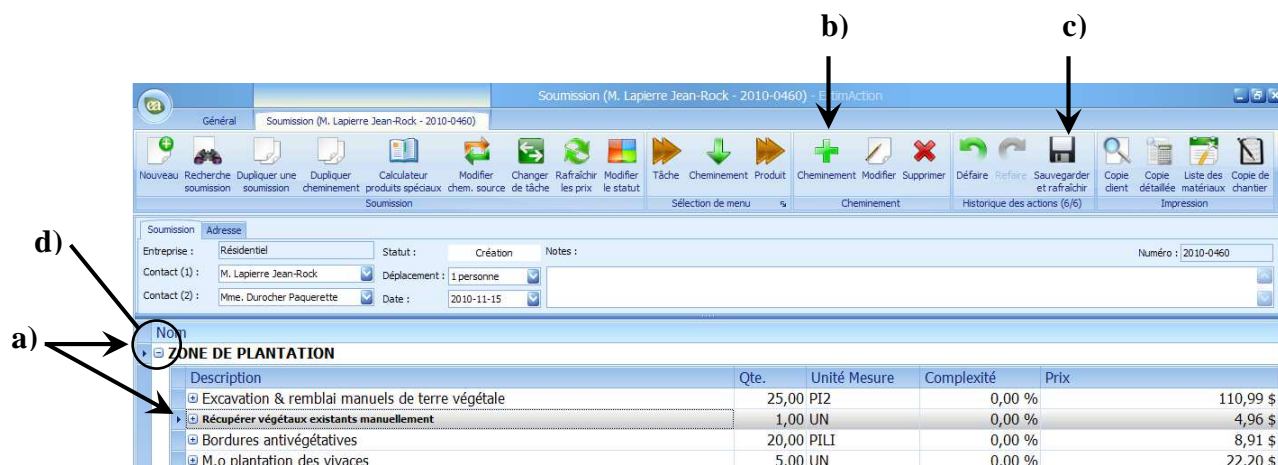 b) c)
ea
Soumission (M. Lapierre Jean-Rock - 2010-0460) - EstimAction
Général Soumission (M. Lapierre Jean-Rock - 2010-0460)
Nouveau Recherche soumission Dupliquer une soumission Dupliquer cheminement Calculateur produits spéciaux Modifier chem. source Changer de tâche Rafraîchir les prix Modifier le statut Tâche Cheminement Produit Cheminement Modifier Supprimer Défaire Refaire Sauvegarder et rafraîchir Copie client Copie détaillée Liste des matériaux Copie de chantier
Soumission Sélection de menu Cheminement Historique des actions (6/6) Impression
Soumission Adresse
d)
Entreprise : Résidentiel Statut : Création Notes : Numéro : 2010-0460
Contact (1) : M. Lapierre Jean-Rock Déplacement : 1 personne
Contact (2) : Mme. Durocher Paquerette Date : 2010-11-15
a)
Nom
ZONE DE PLANTATION
Description Qte. Unité Mesure Complexité Prix
Excavation & remblai manuels de terre végétale 25,00 PI2 0,00 % 110,99 $
Récupérer végétaux existants manuellement 1,00 UN 0,00 % 4,96 $
Bordures antivégétatives 20,00 PILI 0,00 % 8,91 $
M.o plantation des vivaces 5,00 UN 0,00 % 22,20 $